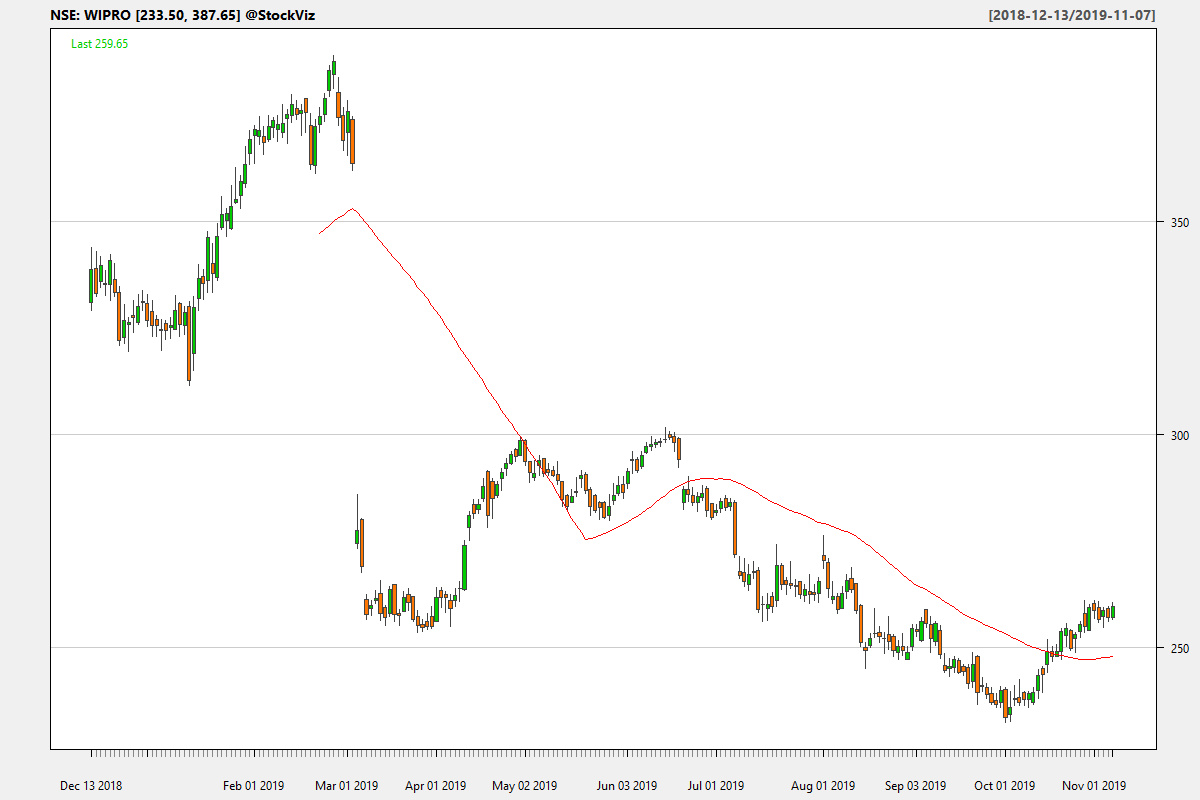 NSE: WIPRO [233.50, 387.65] @StockViz [2018-12-13/2019-11-07]
Last 259.65
350
300
250
Dec 13 2018 Feb 01 2019 Mar 01 2019 Apr 01 2019 May 02 2019 Jun 03 2019 Jul 01 2019 Aug 01 2019 Sep 03 2019 Oct 01 2019 Nov 01 2019